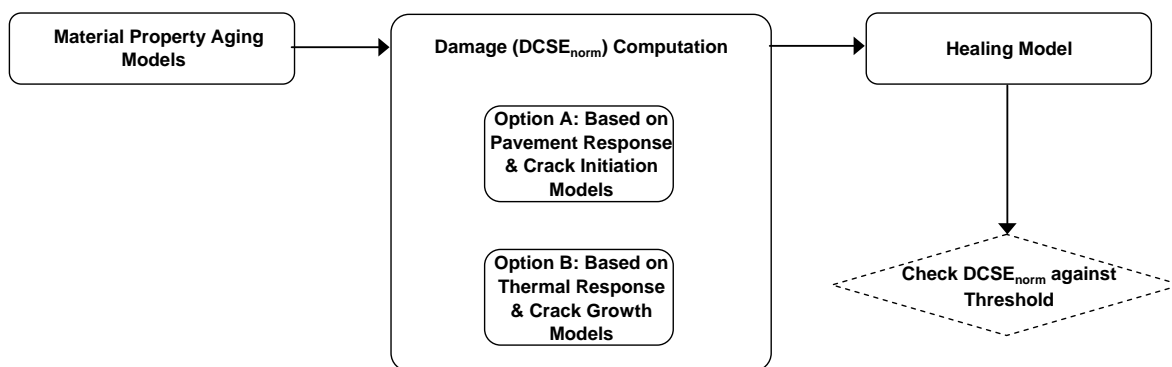 Material Property Aging
Models
Damage (DCSEnorm) Computation
Option A: Based on
Pavement Response
& Crack Initiation
Models
Option B: Based on
Thermal Response
& Crack Growth
Models
Healing Model
Check DCSEnorm against
Threshold